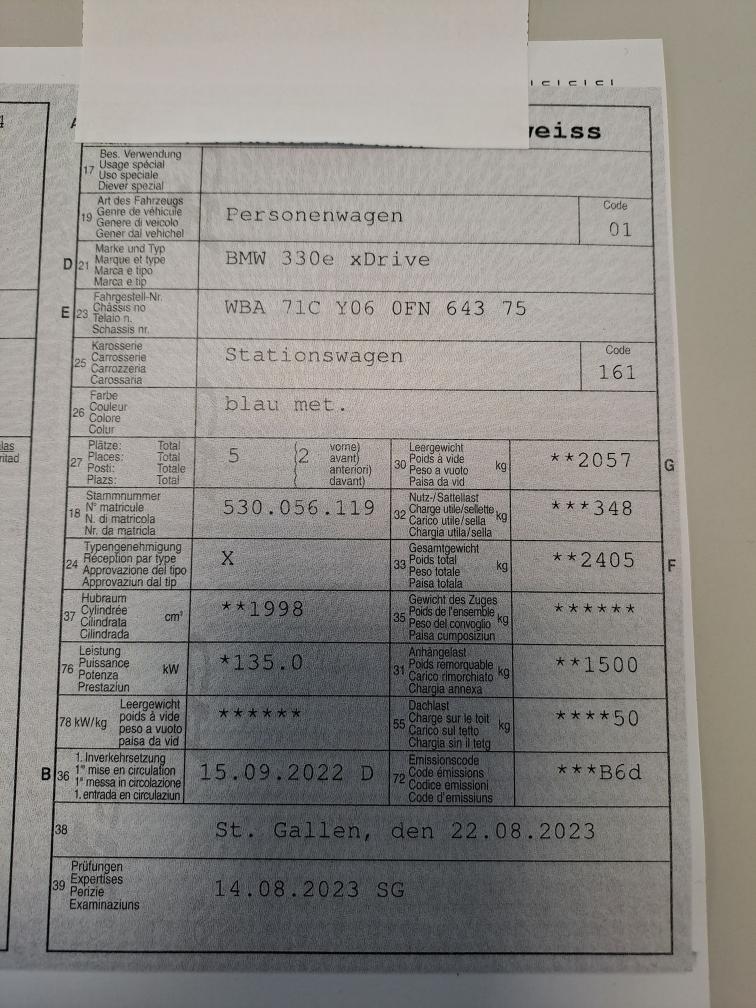 weiss
17 Bes. Verwendung
Usage spécial
Uso speciale
Diever spezial
19 Art des Fahrzeugs
Genre de véhicule
Genere di veicolo
Gener dal vehichel
Personenwagen
Code
01
D 21 Marke und Typ
Marque et type
Marca e tipo
Marca e tip
BMW 330e xDrive
E 23 Fahrgestell-Nr.
Châssis no
Telaio n.
Schassis nr.
WBA 71C Y06 0FN 643 75
25 Karosserie
Carrosserie
Carrozzeria
Carossaria
Stationswagen
Code
161
26 Farbe
Couleur
Colore
Colur
blau met.
27 Plätze: Total
Places: Total
Posti: Totale
Plazs: Total
5 (2 vorne)
avant)
anteriori)
davant)
30 Leergewicht
Poids à vide
Peso a vuoto
Paisa da vid
kg
**2057
G
18 Stammnummer
N° matricule
N. di matricola
Nr. da matricla
530.056.119
32 Nutz-/Sattellast
Charge utile/sellette
Carico utile/sella
Chargia utila/sella
kg
***348
24 Typengenehmigung
Réception par type
Approvazione del tipo
Approvaziun dal tip
X
33 Gesamtgewicht
Poids total
Peso totale
Paisa totala
kg
**2405
F
37 Hubraum
Cylindrée
Cilindrata
Cilindrada
cm³
**1998
35 Gewicht des Zuges
Poids de l'ensemble
Peso del convoglio
Paisa cumposiziun
kg
******
76 Leistung
Puissance
Potenza
Prestaziun
kW
*135.0
31 Anhängelast
Poids remorquable
Carico rimorchiato
Chargia annexa
kg
**1500
78 kW/kg Leergewicht
poids à vide
peso a vuoto
paisa da vid
******
55 Dachlast
Charge sur le toit
Carico sul tetto
Chargia sin il tetg
kg
****50
B 36 1. Inverkehrsetzung
1re mise en circulation
1a messa in circolazione
1. entrada en circulaziun
15.09.2022 D
72 Emissionscode
Code émissions
Codice emissioni
Code d'emissiuns
***B6d
38
St. Gallen, den 22.08.2023
39 Prüfungen
Expertises
Perizie
Examinaziuns
14.08.2023 SG